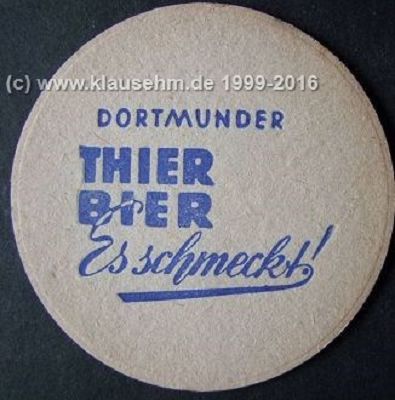 (c) www.klausehm.de 1999-2016
DORTMUNDER
THIER
BIER
Es schmeckt!